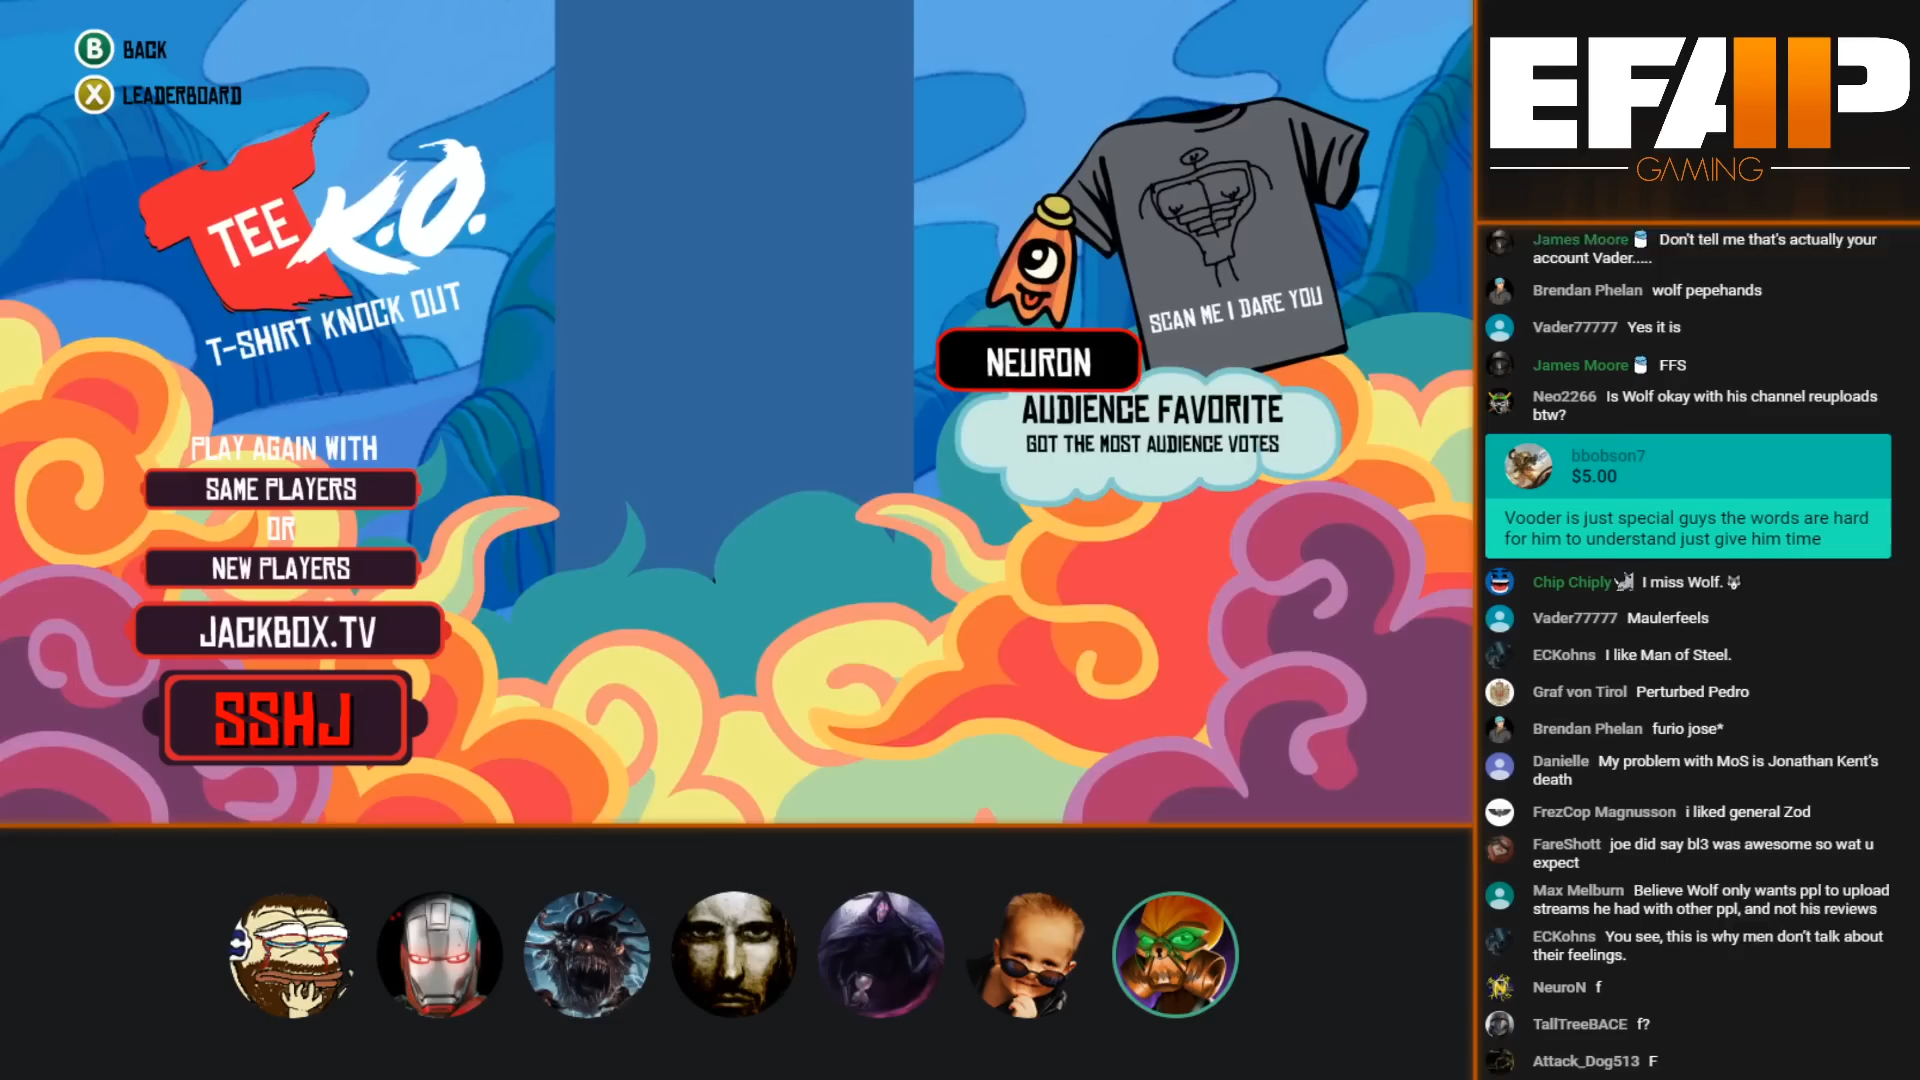 B BACK
X LEADERBOARD
TEE K.O.
T-SHIRT KNOCK OUT
PLAY AGAIN WITH
SAME PLAYERS
OR
NEW PLAYERS
JACKBOX.TV
SSHJ
SCAN ME I DARE YOU
NEURON
AUDIENCE FAVORITE
GOT THE MOST AUDIENCE VOTES
EFAP
GAMING
James Moore Don't tell me that's actually your
account Vader.....
Brendan Phelan wolf pepehands
Vader77777 Yes it is
James Moore FFS
Neo2266 Is Wolf okay with his channel reuploads
btw?
bbobson7
$5.00
Vooder is just special guys the words are hard
for him to understand just give him time
Chip Chiply I miss Wolf.
Vader77777 Maulerfeels
ECKohns I like Man of Steel.
Graf von Tirol Perturbed Pedro
Brendan Phelan furio jose*
Danielle My problem with MoS is Jonathan Kent's
death
FrezCop Magnusson i liked general Zod
FareShott joe did say bl3 was awesome so wat u
expect
Max Melburn Believe Wolf only wants ppl to upload
streams he had with other ppl, and not his reviews
ECKohns You see, this is why men don't talk about
their feelings.
NeuroN f
TallTreeBACE f?
Attack_Dog513 F